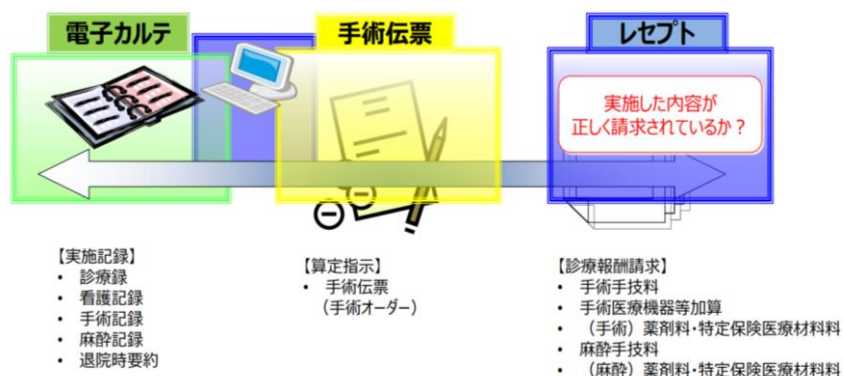 電子カルテ
手術伝票
レセプト
実施した内容が
正しく請求されているか？
【実施記録】
• 診療録
• 看護記録
• 手術記録
• 麻酔記録
• 退院時要約
【算定指示】
• 手術伝票
（手術オーダー）
【診療報酬請求】
• 手術手技料
• 手術医療機器等加算
• （手術）薬剤料・特定保険医療材料料
• 麻酔手技料
• （麻酔）薬剤料・特定保険医療材料料